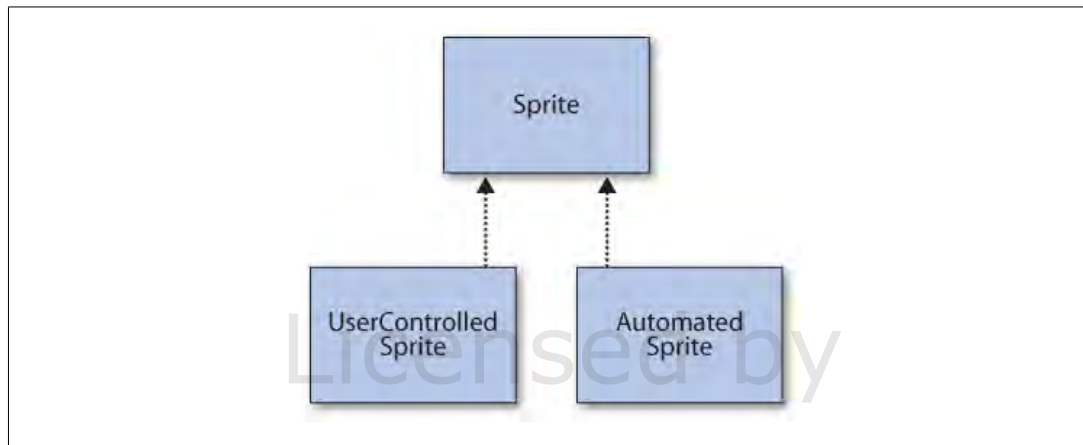 Sprite
UserControlled
Sprite
Automated
Sprite
Licensed by